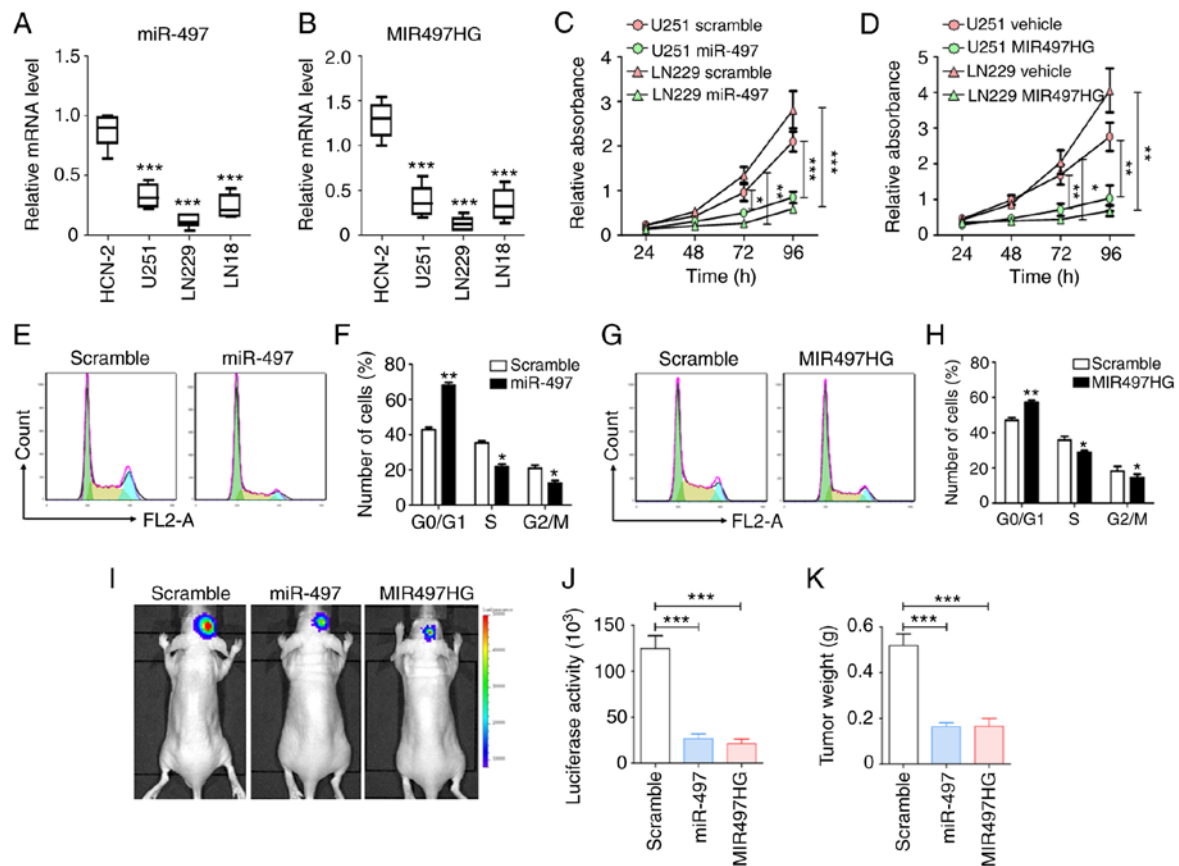 A
miR-497
Relative mRNA level
1.5
1.0
0.5
0
***
***
***
HCN-2
U251
LN229
LN18
B
MIR497HG
Relative mRNA level
2.0
1.5
1.0
0.5
0
***
***
***
HCN-2
U251
LN229
LN18
C
U251 scramble
U251 miR-497
LN229 scramble
LN229 miR-497
Relative absorbance
4
3
2
1
0
*
**
***
***
24 48 72 96
Time (h)
D
U251 vehicle
U251 MIR497HG
LN229 vehicle
LN229 MIR497HG
Relative absorbance
5
4
3
2
1
0
**
*
**
**
24 48 72 96
Time (h)
E
Scramble
miR-497
Count
FL2-A
F
Number of cells (%)
80
60
40
20
0
Scramble
miR-497
**
*
*
G0/G1 S G2/M
G
Scramble
MIR497HG
Count
FL2-A
H
Number of cells (%)
80
60
40
20
0
Scramble
MIR497HG
**
*
*
G0/G1 S G2/M
I
Scramble
miR-497
MIR497HG
J
Luciferase activity (10³)
150
100
50
0
***
***
Scramble
miR-497
MIR497HG
K
Tumor weight (g)
0.6
0.4
0.2
0
***
***
Scramble
miR-497
MIR497HG